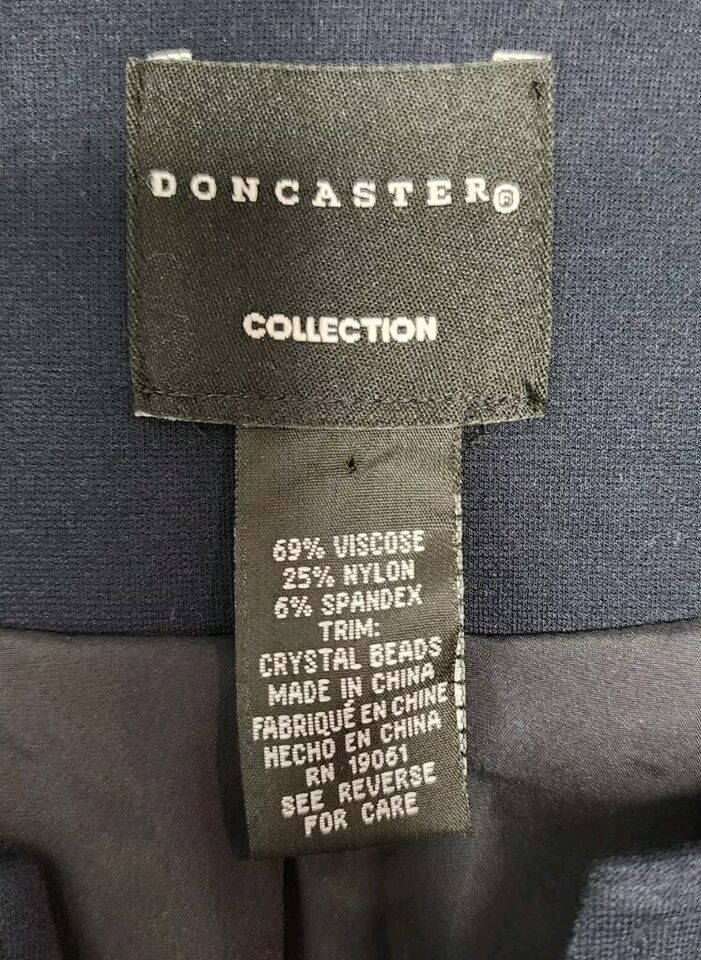 DONCASTER®
COLLECTION
69% VISCOSE
25% NYLON
6% SPANDEX
TRIM:
CRYSTAL BEADS
MADE IN CHINA
FABRIQUÉ EN CHINE
HECHO EN CHINA
RN 19061
SEE REVERSE
FOR CARE